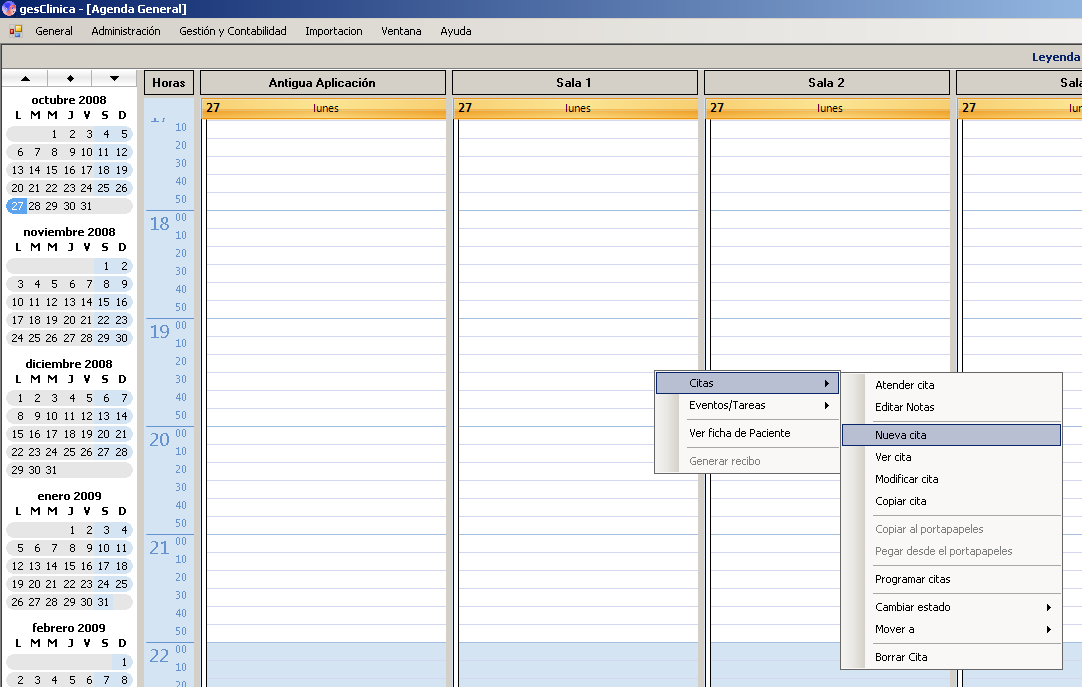 gesClinica - [Agenda General]
General Administración Gestión y Contabilidad Importacion Ventana Ayuda
Leyenda
Horas Antigua Aplicación Sala 1 Sala 2
27 lunes 27 lunes 27 lunes 27
octubre 2008
L M M J V S D
1 2 3 4 5
6 7 8 9 10 11 12
13 14 15 16 17 18 19
20 21 22 23 24 25 26
27 28 29 30 31
noviembre 2008
L M M J V S D
1 2
3 4 5 6 7 8 9
10 11 12 13 14 15 16
17 18 19 20 21 22 23
24 25 26 27 28 29 30
diciembre 2008
L M M J V S D
1 2 3 4 5 6 7
8 9 10 11 12 13 14
15 16 17 18 19 20 21
22 23 24 25 26 27 28
29 30 31
enero 2009
L M M J V S D
1 2 3 4
5 6 7 8 9 10 11
12 13 14 15 16 17 18
19 20 21 22 23 24 25
26 27 28 29 30 31
febrero 2009
L M M J V S D
1
2 3 4 5 6 7 8
10
20
30
40
50
18 00
10
20
30
40
50
19 00
10
20
30
40
50
20 00
10
20
30
40
50
21 00
10
20
30
40
50
22 00
10
20
Citas
Eventos/Tareas
Ver ficha de Paciente
Generar recibo
Atender cita
Editar Notas
Nueva cita
Ver cita
Modificar cita
Copiar cita
Copiar al portapapeles
Pegar desde el portapapeles
Programar citas
Cambiar estado
Mover a
Borrar Cita